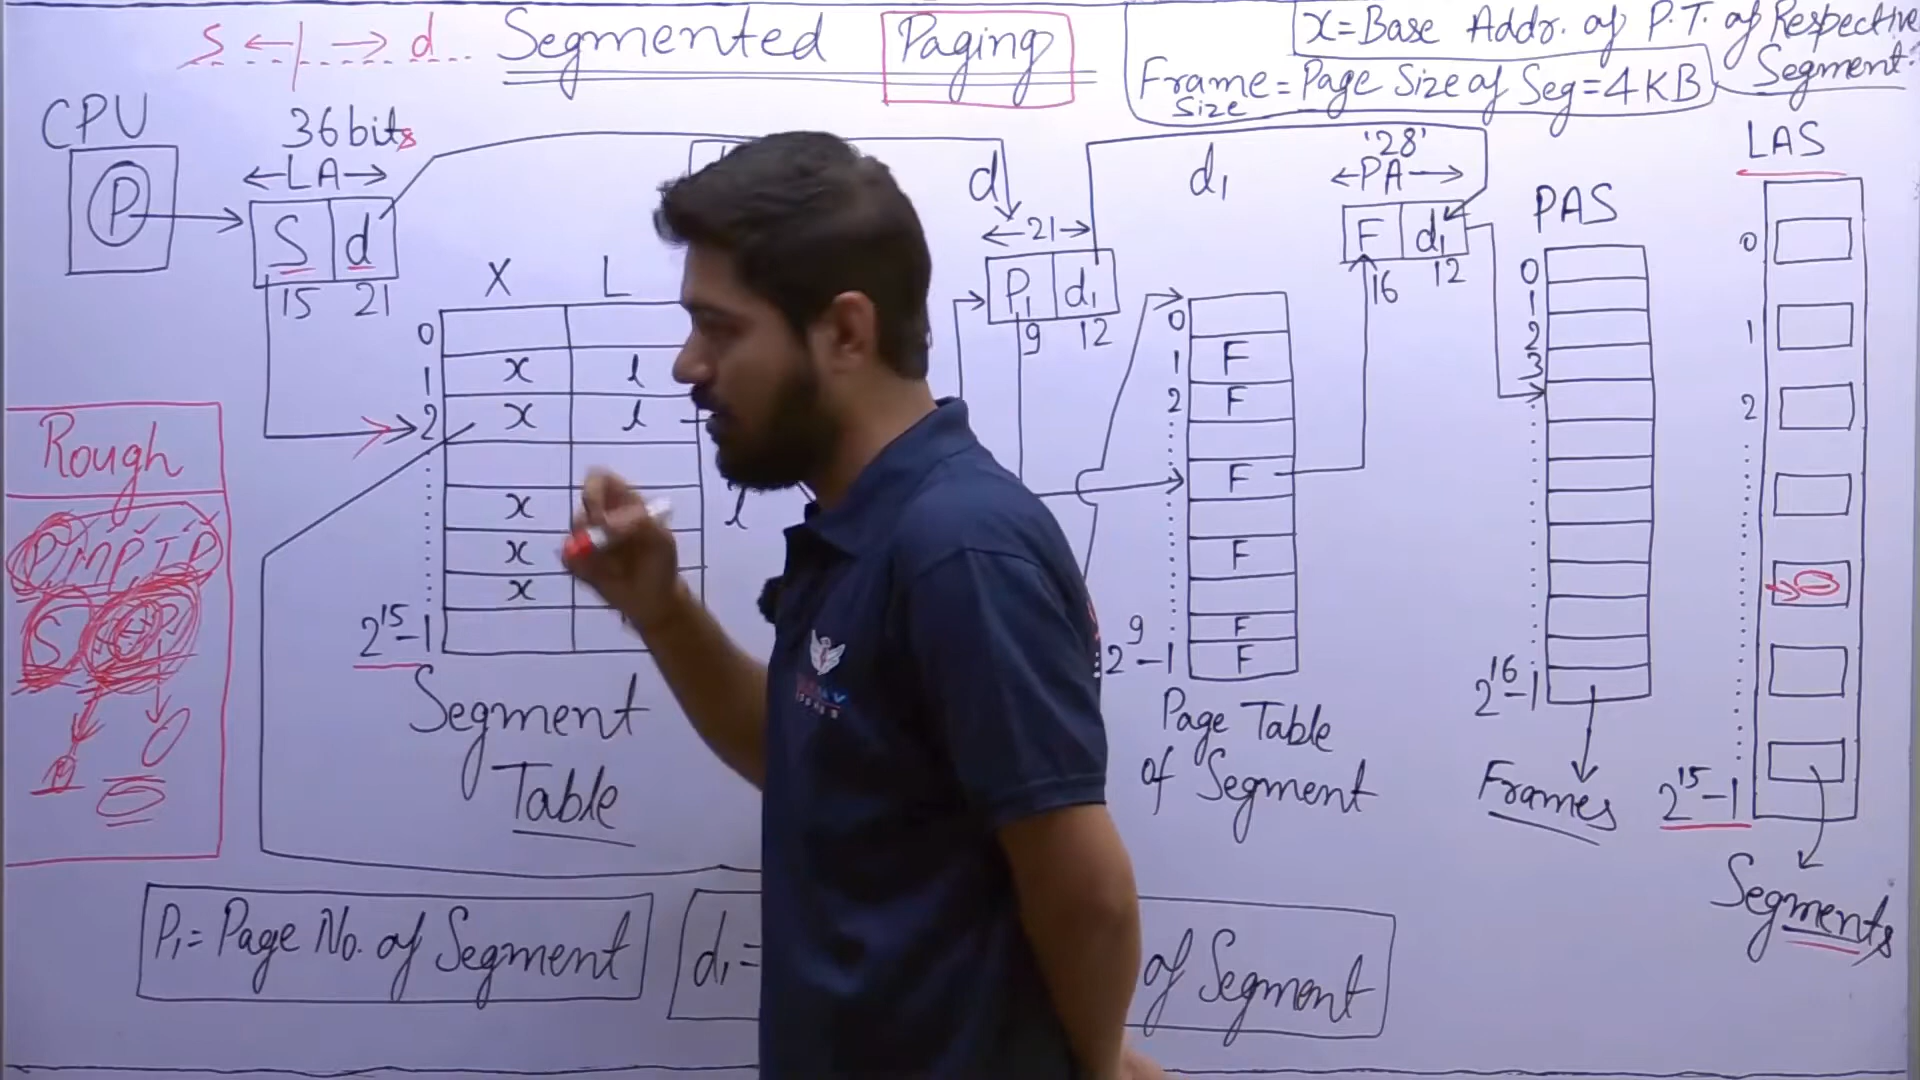 S ← | → d
Segmented Paging
x = Base Addr. of P.T. of Respective
Segment.
Frame = Page Size of Seg = 4KB
Size
CPU
P
36 bits
← LA →
S d
15 21
X L
0
1 x l
2 x l
x
l
x
x
2^15-1
Segment
Table
d
← 21 →
P₁ d₁
9 12
d₁
0
1 F
2 F
F
F
F
2^9-1 F
Page Table
of Segment
'28'
← PA →
F d₁
16 12
PAS
0
1
2
3
2^16-1
Frames
LAS
0
1
2
2^15-1
Segments
Rough
S
P₁ = Page No. of Segment
d₁ =
of Segment